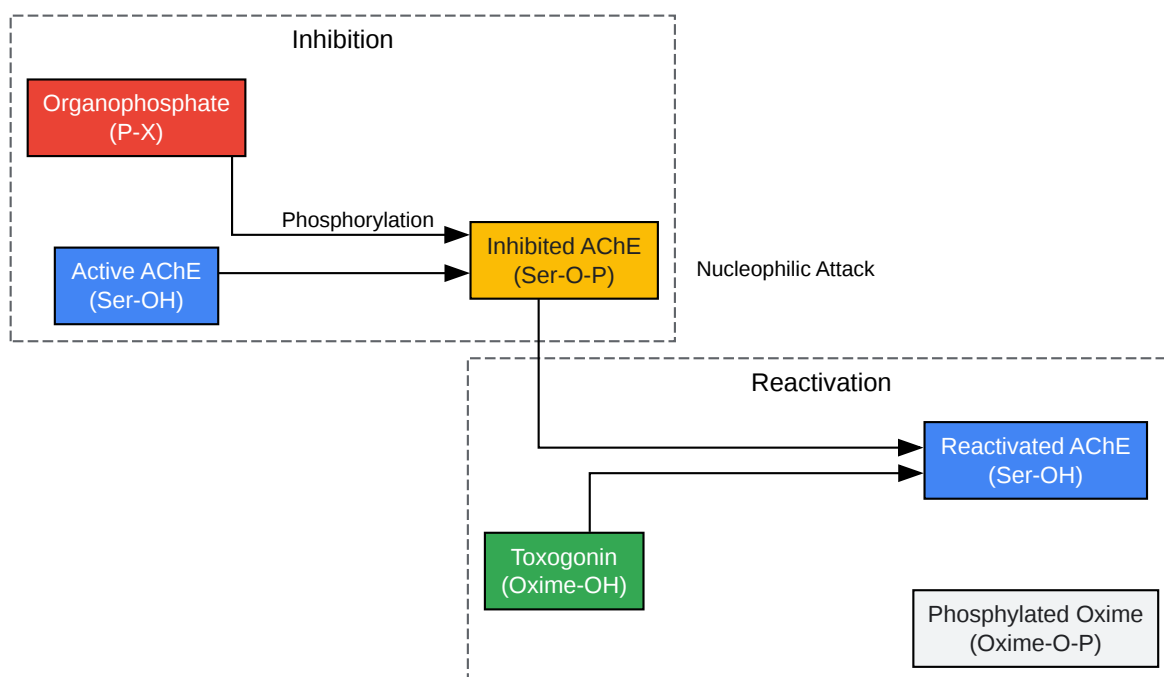 Inhibition
Organophosphate
(P-X)
Phosphorylation
Active AChE
(Ser-OH)
Inhibited AChE
(Ser-O-P)
Nucleophilic Attack
Reactivation
Reactivated AChE
(Ser-OH)
Toxogonin
(Oxime-OH)
Phosphylated Oxime
(Oxime-O-P)